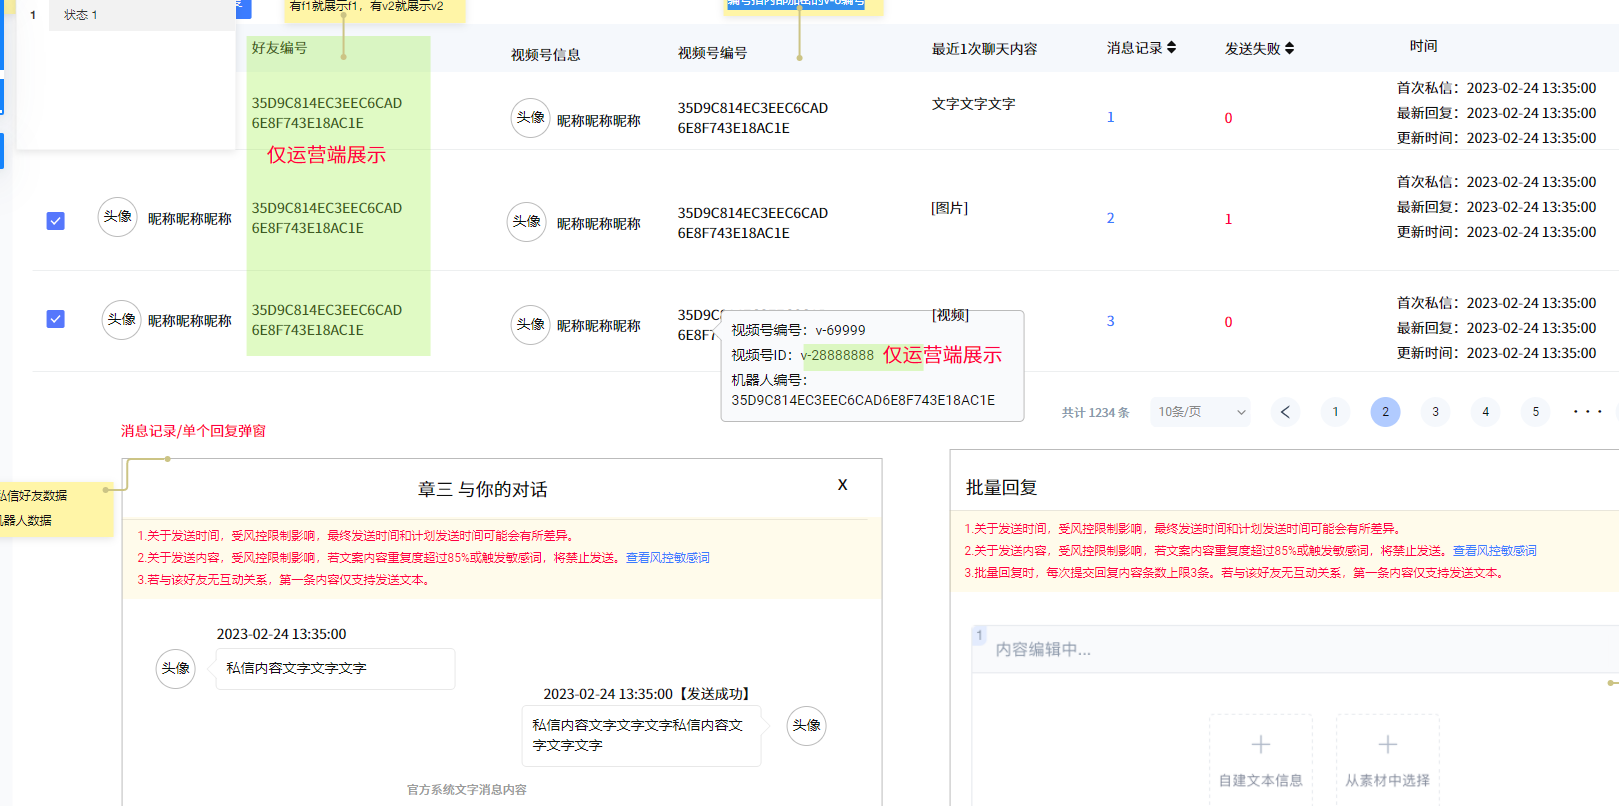 1 状态 1
有f1就展示f1，有v2就展示v2
好友编号 视频号信息 视频号编号 最近1次聊天内容 消息记录 发送失败 时间
35D9C814EC3EEC6CAD
6E8F743E18AC1E
仅运营端展示
头像 昵称昵称昵称
35D9C814EC3EEC6CAD
6E8F743E18AC1E
文字文字文字
1
0
首次私信：2023-02-24 13:35:00
最新回复：2023-02-24 13:35:00
更新时间：2023-02-24 13:35:00
头像 昵称昵称昵称
35D9C814EC3EEC6CAD
6E8F743E18AC1E
头像 昵称昵称昵称
35D9C814EC3EEC6CAD
6E8F743E18AC1E
[图片]
2
1
首次私信：2023-02-24 13:35:00
最新回复：2023-02-24 13:35:00
更新时间：2023-02-24 13:35:00
头像 昵称昵称昵称
35D9C814EC3EEC6CAD
6E8F743E18AC1E
头像 昵称昵称昵称
35D9C
6E8F7
[视频]
3
0
首次私信：2023-02-24 13:35:00
最新回复：2023-02-24 13:35:00
更新时间：2023-02-24 13:35:00
视频号编号：v-69999
视频号ID：v-28888888 仅运营端展示
机器人编号：
35D9C814EC3EEC6CAD6E8F743E18AC1E
共计 1234 条 10条/页 1 2 3 4 5 ···
消息记录/单个回复弹窗
私信好友数据
机器人数据
章三 与你的对话 X
1.关于发送时间，受风控限制影响，最终发送时间和计划发送时间可能会有所差异。
2.关于发送内容，受风控限制影响，若文案内容重复度超过85%或触发敏感词，将禁止发送。查看风控敏感词
3.若与该好友无互动关系，第一条内容仅支持发送文本。
2023-02-24 13:35:00
头像 私信内容文字文字文字
2023-02-24 13:35:00【发送成功】
私信内容文字文字文字私信内容文
字文字文字
头像
官方系统文字消息内容
批量回复
1.关于发送时间，受风控限制影响，最终发送时间和计划发送时间可能会有所差异。
2.关于发送内容，受风控限制影响，若文案内容重复度超过85%或触发敏感词，将禁止发送。查看风控敏感词
3.批量回复时，每次提交回复内容条数上限3条。若与该好友无互动关系，第一条内容仅支持发送文本。
1 内容编辑中...
自建文本信息 从素材中选择